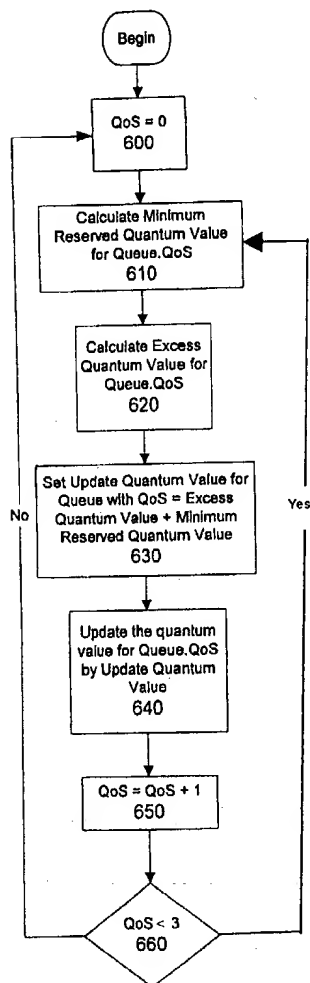 Begin
QoS = 0
600
Calculate Minimum
Reserved Quantum Value
for Queue.QoS
610
Calculate Excess
Quantum Value for
Queue.QoS
620
Set Update Quantum Value for
Queue with QoS = Excess
Quantum Value + Minimum
Reserved Quantum Value
630
No
Yes
Update the quantum
value for Queue.QoS
by Update Quantum
Value
640
QoS = QoS + 1
650
QoS < 3
660